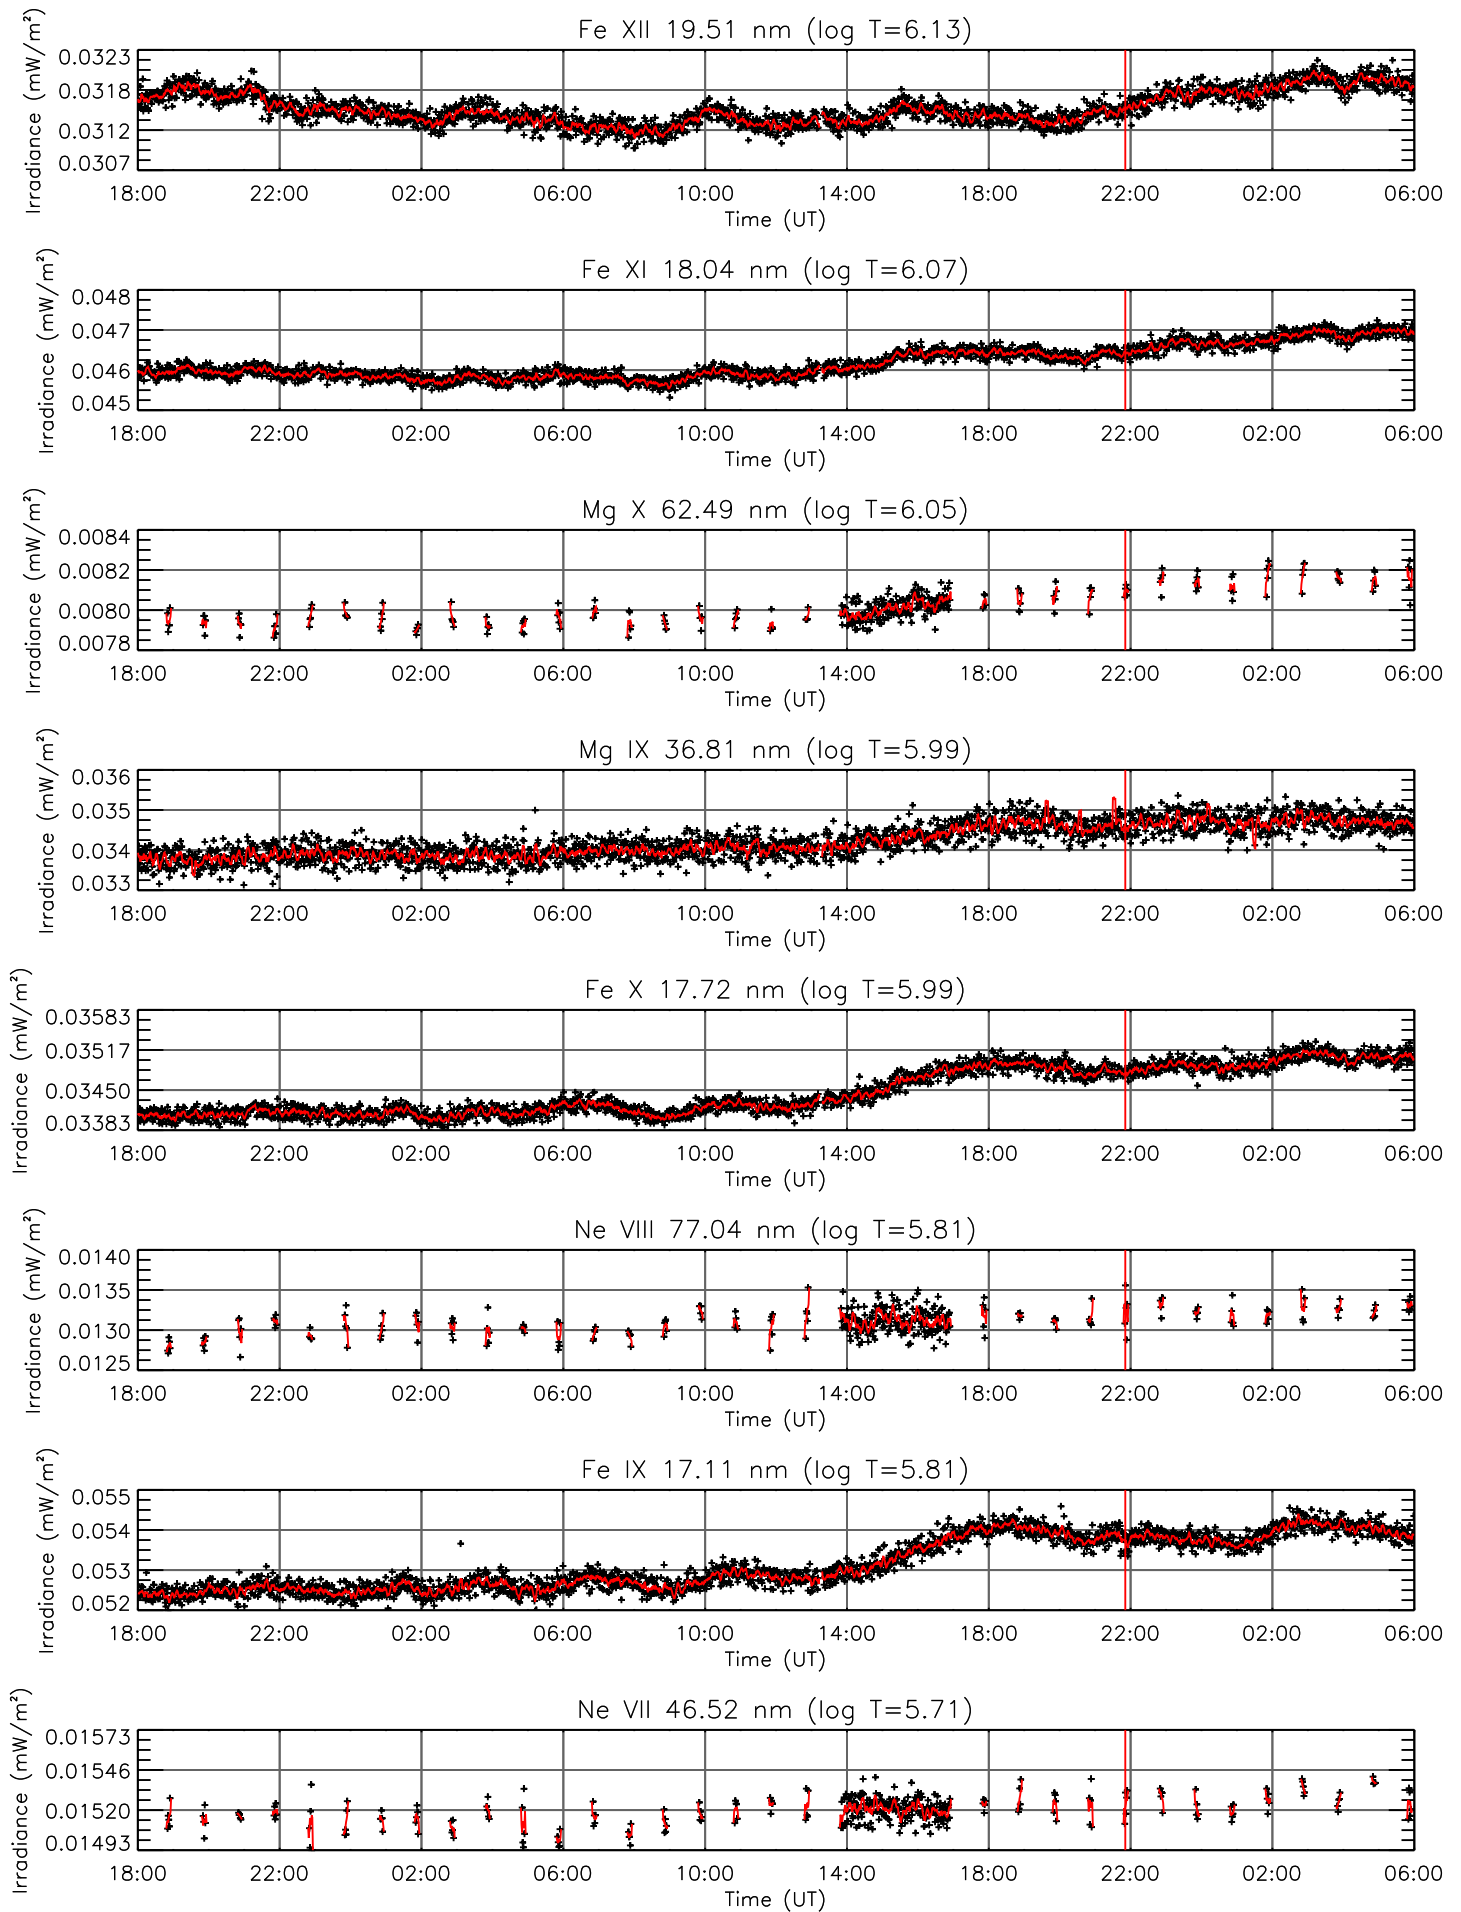 Fe XII 19.51 nm (log T=6.13)
Irradiance (mW/m²)
0.0323
0.0318
0.0312
0.0307
18:00 22:00 02:00 06:00 10:00 14:00 18:00 22:00 02:00 06:00
Time (UT)
Fe XI 18.04 nm (log T=6.07)
Irradiance (mW/m²)
0.048
0.047
0.046
0.045
18:00 22:00 02:00 06:00 10:00 14:00 18:00 22:00 02:00 06:00
Time (UT)
Mg X 62.49 nm (log T=6.05)
Irradiance (mW/m²)
0.0084
0.0082
0.0080
0.0078
18:00 22:00 02:00 06:00 10:00 14:00 18:00 22:00 02:00 06:00
Time (UT)
Mg IX 36.81 nm (log T=5.99)
Irradiance (mW/m²)
0.036
0.035
0.034
0.033
18:00 22:00 02:00 06:00 10:00 14:00 18:00 22:00 02:00 06:00
Time (UT)
Fe X 17.72 nm (log T=5.99)
Irradiance (mW/m²)
0.03583
0.03517
0.03450
0.03383
18:00 22:00 02:00 06:00 10:00 14:00 18:00 22:00 02:00 06:00
Time (UT)
Ne VIII 77.04 nm (log T=5.81)
Irradiance (mW/m²)
0.0140
0.0135
0.0130
0.0125
18:00 22:00 02:00 06:00 10:00 14:00 18:00 22:00 02:00 06:00
Time (UT)
Fe IX 17.11 nm (log T=5.81)
Irradiance (mW/m²)
0.055
0.054
0.053
0.052
18:00 22:00 02:00 06:00 10:00 14:00 18:00 22:00 02:00 06:00
Time (UT)
Ne VII 46.52 nm (log T=5.71)
Irradiance (mW/m²)
0.01573
0.01546
0.01520
0.01493
18:00 22:00 02:00 06:00 10:00 14:00 18:00 22:00 02:00 06:00
Time (UT)